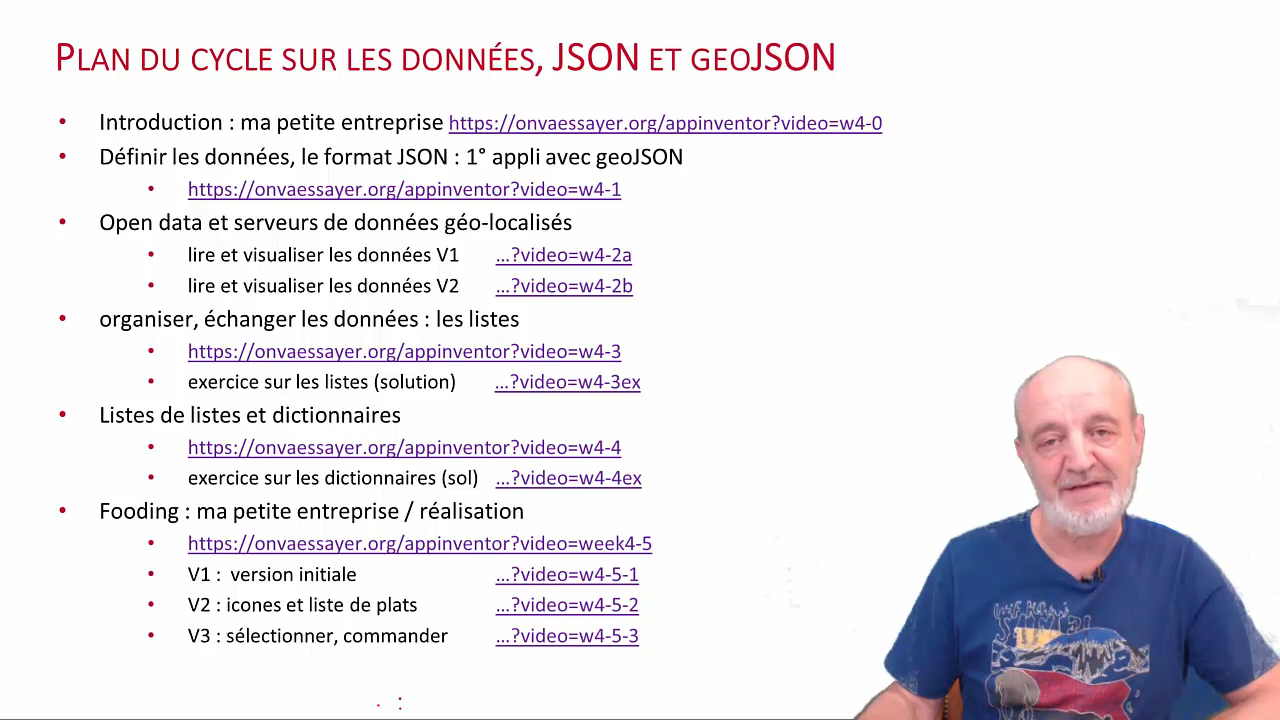 PLAN DU CYCLE SUR LES DONNÉES, JSON ET GEOJSON
• Introduction : ma petite entreprise https://onvaessayer.org/appinventor?video=w4-0
• Définir les données, le format JSON : 1° appli avec geoJSON
• https://onvaessayer.org/appinventor?video=w4-1
• Open data et serveurs de données géo-localisés
• lire et visualiser les données V1 ...?video=w4-2a
• lire et visualiser les données V2 ...?video=w4-2b
• organiser, échanger les données : les listes
• https://onvaessayer.org/appinventor?video=w4-3
• exercice sur les listes (solution) ...?video=w4-3ex
• Listes de listes et dictionnaires
• https://onvaessayer.org/appinventor?video=w4-4
• exercice sur les dictionnaires (sol) ...?video=w4-4ex
• Fooding : ma petite entreprise / réalisation
• https://onvaessayer.org/appinventor?video=week4-5
• V1 : version initiale ...?video=w4-5-1
• V2 : icones et liste de plats ...?video=w4-5-2
• V3 : sélectionner, commander ...?video=w4-5-3